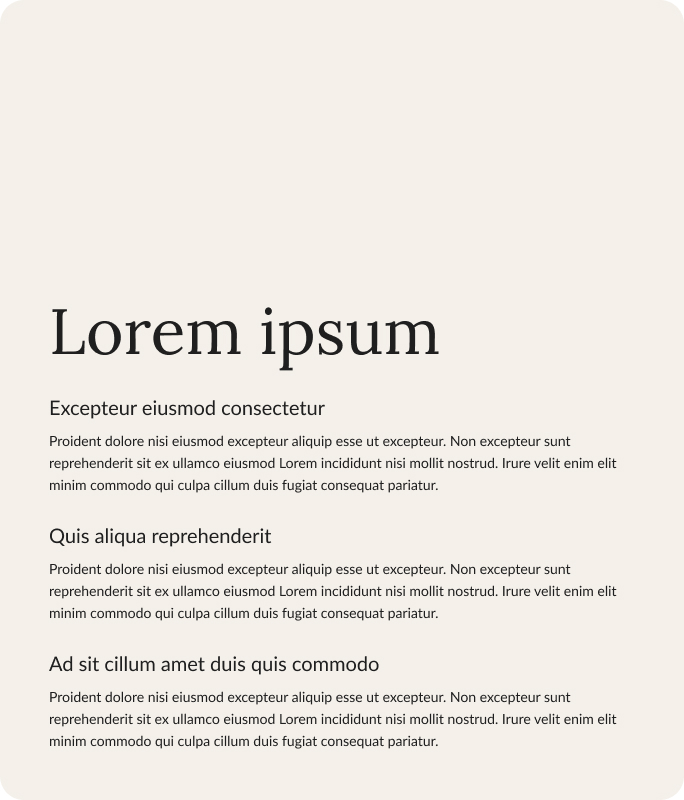 Lorem ipsum
Excepteur eiusmod consectetur
Proident dolore nisi eiusmod excepteur aliquip esse ut excepteur. Non excepteur sunt
reprehenderit sit ex ullamco eiusmod Lorem incididunt nisi mollit nostrud. Irure velit enim elit
minim commodo qui culpa cillum duis fugiat consequat pariatur.
Quis aliqua reprehenderit
Proident dolore nisi eiusmod excepteur aliquip esse ut excepteur. Non excepteur sunt
reprehenderit sit ex ullamco eiusmod Lorem incididunt nisi mollit nostrud. Irure velit enim elit
minim commodo qui culpa cillum duis fugiat consequat pariatur.
Ad sit cillum amet duis quis commodo
Proident dolore nisi eiusmod excepteur aliquip esse ut excepteur. Non excepteur sunt
reprehenderit sit ex ullamco eiusmod Lorem incididunt nisi mollit nostrud. Irure velit enim elit
minim commodo qui culpa cillum duis fugiat consequat pariatur.